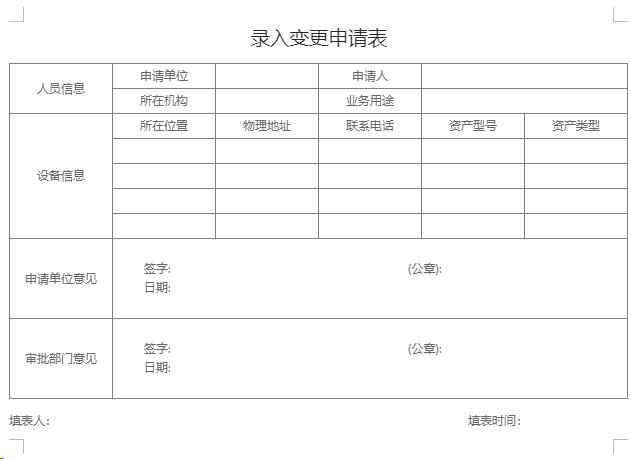 录入变更申请表
人员信息 申请单位 申请人
所在机构 业务用途
设备信息 所在位置 物理地址 联系电话 资产型号 资产类型
申请单位意见 签字: (公章):
日期:
审批部门意见 签字: (公章):
日期:
填表人: 填表时间: